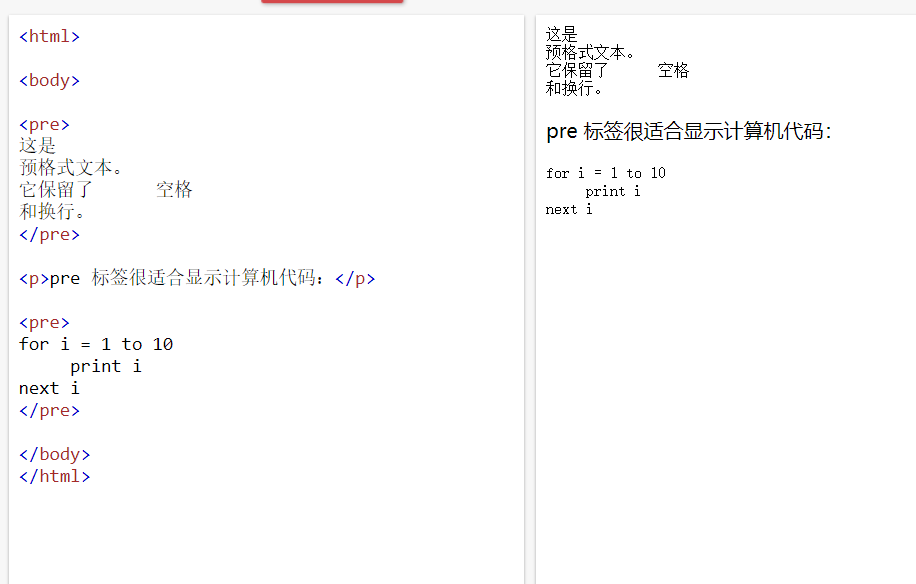 <html>
<body>
<pre>
这是
预格式文本。
它保留了      空格
和换行。
</pre>
<p>pre 标签很适合显示计算机代码：</p>
<pre>
for i = 1 to 10
     print i
next i
</pre>
</body>
</html>
这是
预格式文本。
它保留了      空格
和换行。
pre 标签很适合显示计算机代码：
for i = 1 to 10
     print i
next i